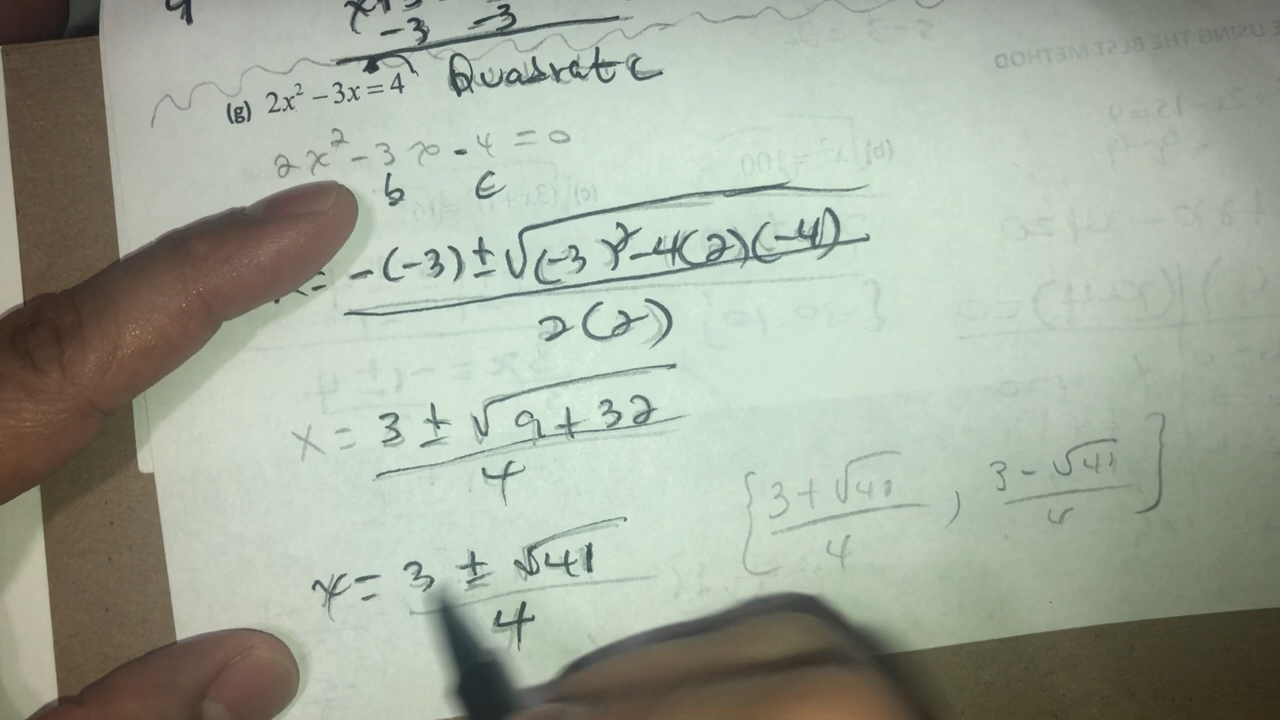 -3 -3
(g) 2x² – 3x = 4 Quadratc
2x² - 3x - 4 = 0
b c
x = -(-3) ± √(-3)² - 4(2)(-4)
2(2)
x = 3 ± √9 + 32
4
{3 + √41 / 4, 3 - √41 / 4}
x = 3 ± √41
4